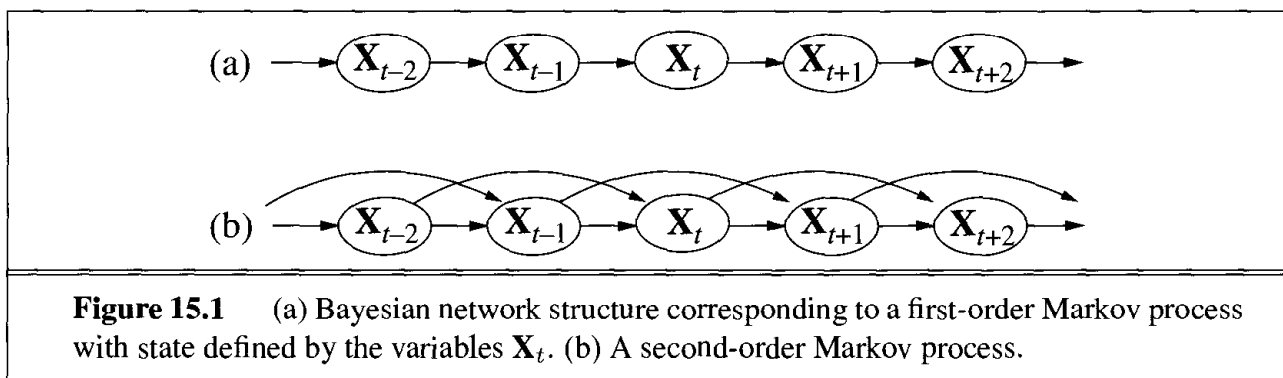 (a) X_{t–2} X_{t–1} X_t X_{t+1} X_{t+2}
(b) X_{t–2} X_{t–1} X_t X_{t+1} X_{t+2}
Figure 15.1 (a) Bayesian network structure corresponding to a first-order Markov process
with state defined by the variables X_t. (b) A second-order Markov process.